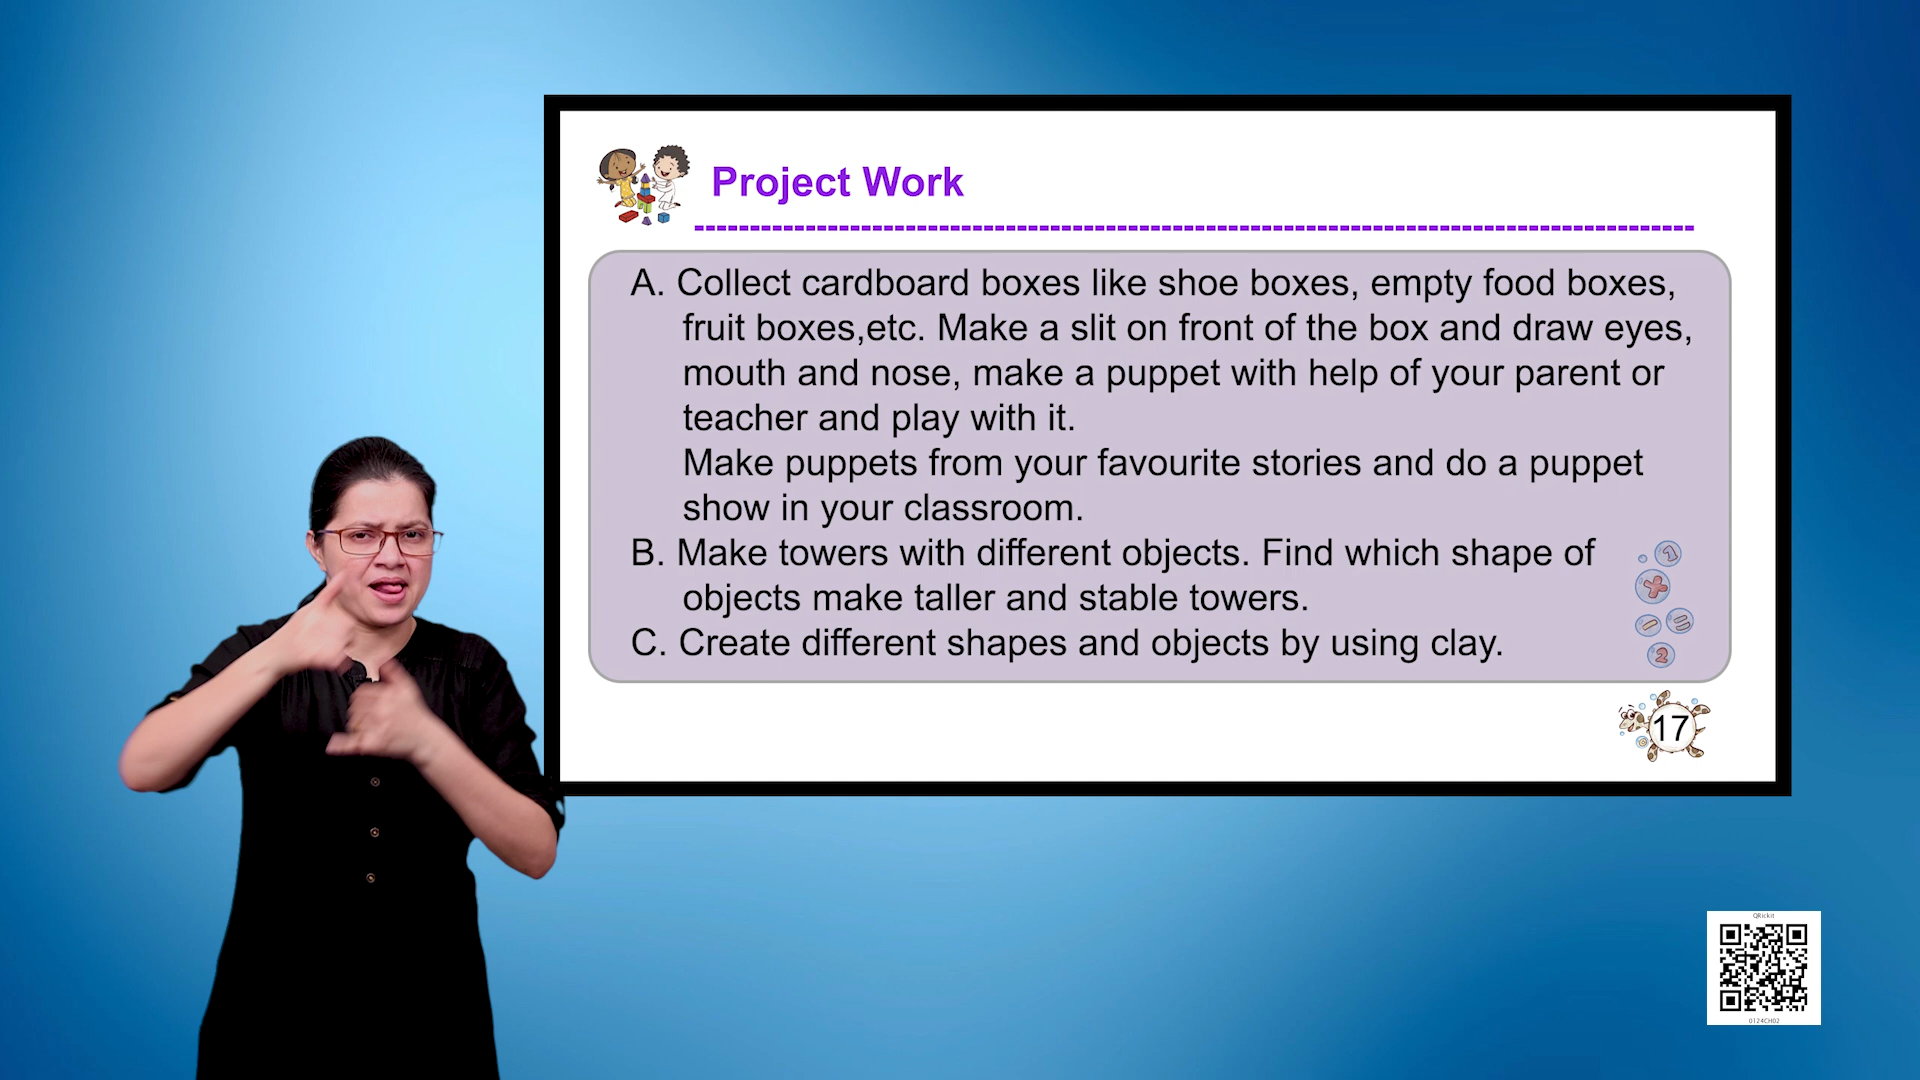 Project Work
A. Collect cardboard boxes like shoe boxes, empty food boxes,
fruit boxes,etc. Make a slit on front of the box and draw eyes,
mouth and nose, make a puppet with help of your parent or
teacher and play with it.
Make puppets from your favourite stories and do a puppet
show in your classroom.
B. Make towers with different objects. Find which shape of
objects make taller and stable towers.
C. Create different shapes and objects by using clay.
1
+
- =
2
17
QRickit
0124CH02